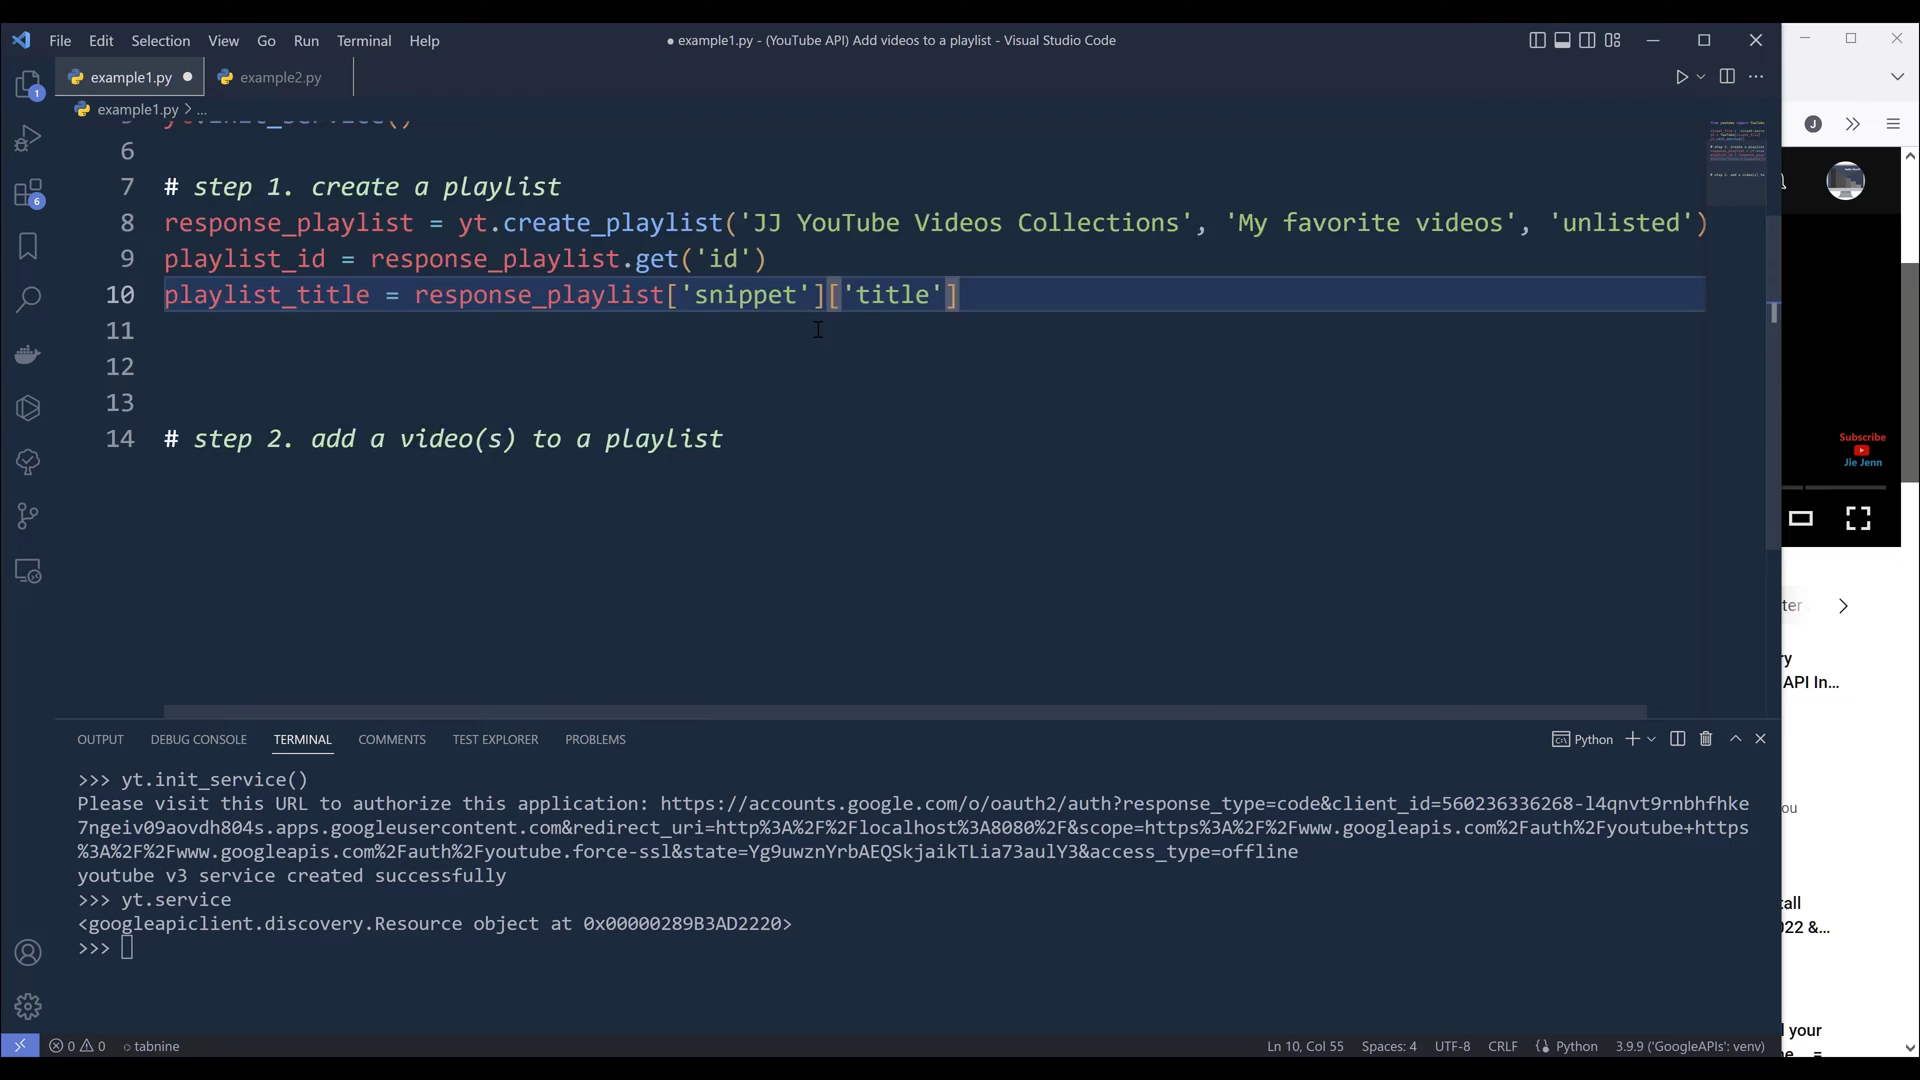 File Edit Selection View Go Run Terminal Help
● example1.py - (YouTube API) Add videos to a playlist - Visual Studio Code
example1.py ● example2.py
example1.py > ...
5 yt.init_service()
6
7 # step 1. create a playlist
8 response_playlist = yt.create_playlist('JJ YouTube Videos Collections', 'My favorite videos', 'unlisted')
9 playlist_id = response_playlist.get('id')
10 playlist_title = response_playlist['snippet']['title']
11
12
13
14 # step 2. add a video(s) to a playlist
1
6
J
Subscribe
Jie Jenn
API In...
022 &...
your
OUTPUT DEBUG CONSOLE TERMINAL COMMENTS TEST EXPLORER PROBLEMS
Python
>>> yt.init_service()
Please visit this URL to authorize this application: https://accounts.google.com/o/oauth2/auth?response_type=code&client_id=560236336268-l4qnvt9rnbhfhke
7ngeiv09aovdh804s.apps.googleusercontent.com&redirect_uri=http%3A%2F%2Flocalhost%3A8080%2F&scope=https%3A%2F%2Fwww.googleapis.com%2Fauth%2Fyoutube+https
%3A%2F%2Fwww.googleapis.com%2Fauth%2Fyoutube.force-ssl&state=Yg9uwznYrbAEQSkjaikTLia73aulY3&access_type=offline
youtube v3 service created successfully
>>> yt.service
<googleapiclient.discovery.Resource object at 0x00000289B3AD2220>
>>>
0 0 tabnine
Ln 10, Col 55 Spaces: 4 UTF-8 CRLF Python 3.9.9 ('GoogleAPIs': venv)